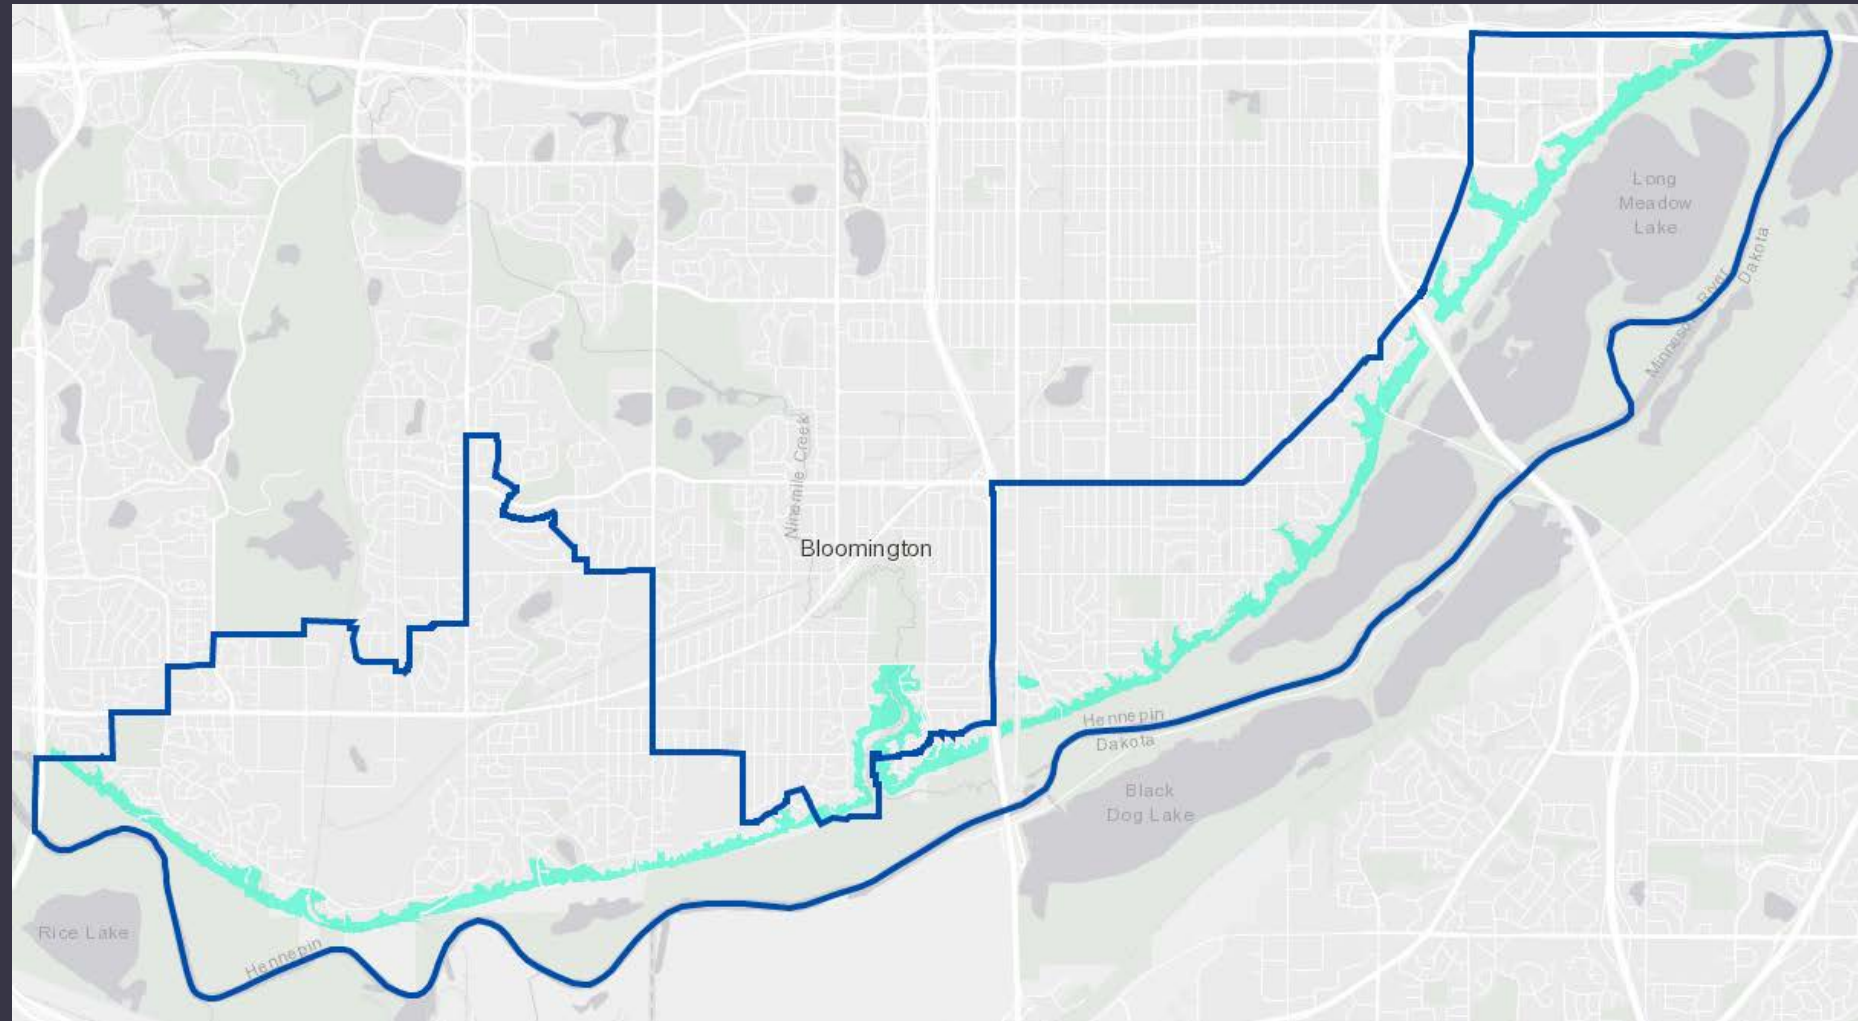 Long
Meadow
Lake
Dakota
Minnesota River
Ninemile Creek
Bloomington
Hennepin
Dakota
Black
Dog Lake
Rice Lake
Hennepin